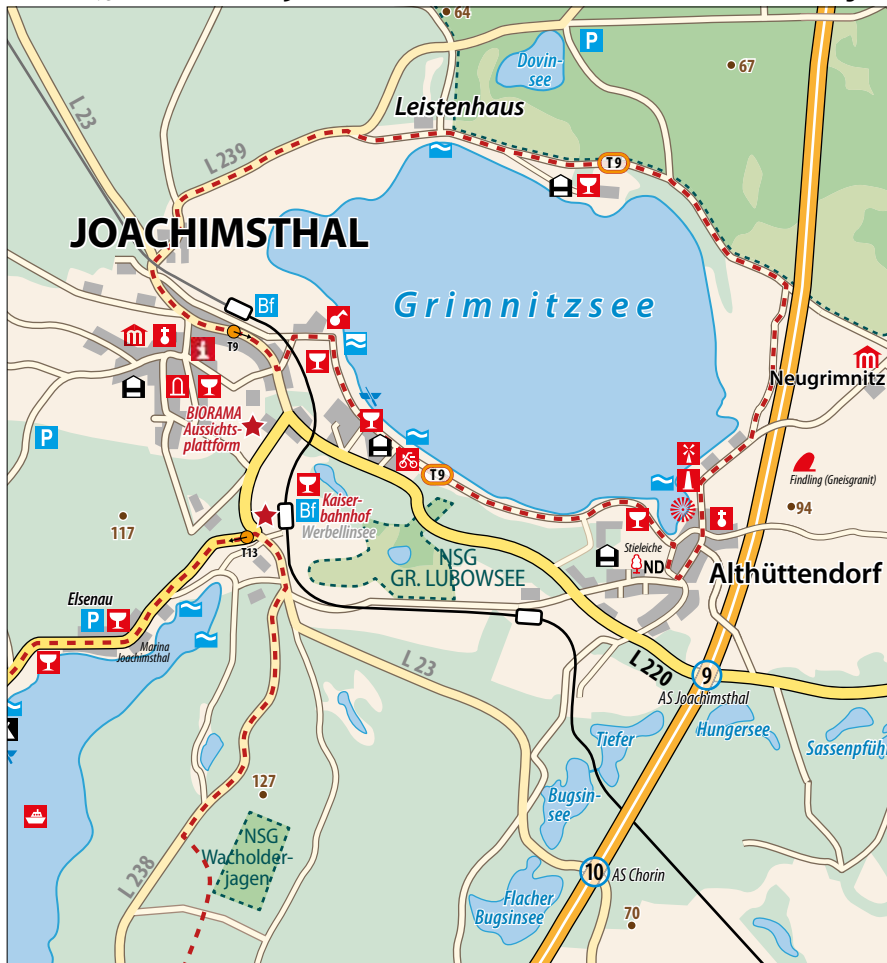 64
P
Dovin-
see
67
L 23
Leistenhaus
L 239
T9
JOACHIMSTHAL
Bf
Grimnitzsee
T9
i
Neugrimnitz
BIORAMA
Aussichts-
plattform
P
T9
Findling (Gneisgranit)
94
117
Bf
Kaiser-
bahnhof
Werbellinsee
T13
NSG
GR. LUBOWSEE
Stieleiche
ND
Althüttendorf
Elsenau
P
Marina
Joachimsthal
L 23
L 220
9
AS Joachimsthal
Tiefer
Hungersee
Sassenpfüh
127
Bugsin-
see
NSG
Wacholder-
jagen
L 238
10
AS Chorin
Flacher
Bugsinsee
70